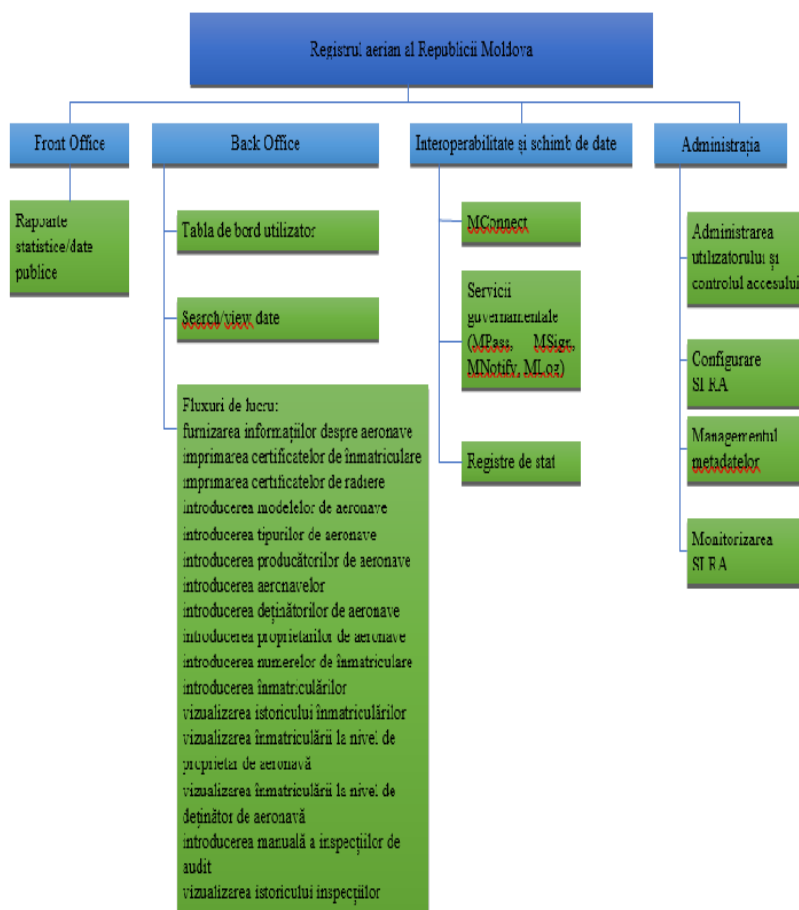 Registrul aerian al Republicii Moldova
Front Office
Rapoarte
statistice/date
publice
Back Office
Tabla de bord utilizator
Search/view date
Fluxuri de lucru:
furnizarea informațiilor despre aeronave
imprimarea certificatelor de înmatriculare
imprimarea certificatelor de radiere
introducerea modelelor de aeronave
introducerea tipurilor de aeronave
introducerea producătorilor de aeronave
introducerea aeronavelor
introducerea deținătorilor de aeronave
introducerea proprietarilor de aeronave
introducerea numerelor de înmatriculare
introducerea înmatriculărilor
vizualizarea istoricului înmatriculărilor
vizualizarea înmatriculării la nivel de
proprietar de aeronavă
vizualizarea înmatriculării la nivel de
deținător de aeronavă
introducerea manuală a inspecțiilor de
audit
vizualizarea istoricului inspecțiilor
Interoperabilitate și schimb de date
MConnect
Servicii
guvernamentale
(MPass, MSign,
MNotify, MLog)
Registre de stat
Administrația
Administrarea
utilizatorului și
controlul accesului
Configurare
SI RA
Managementul
metadatelor
Monitorizarea
SI RA